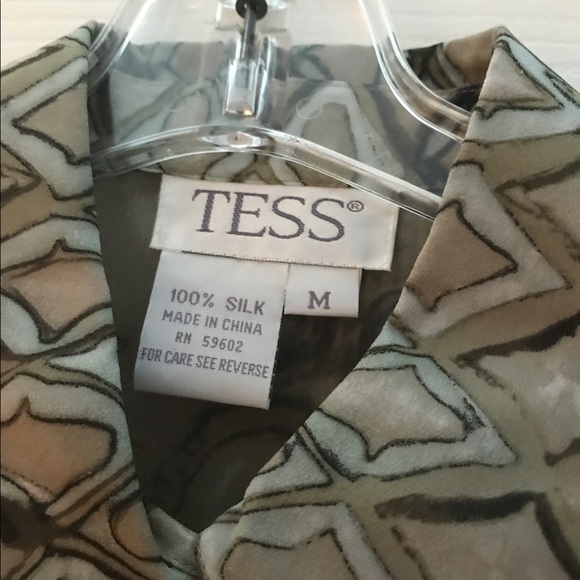 TESS®
M
100% SILK
MADE IN CHINA
RN 59602
FOR CARE SEE REVERSE